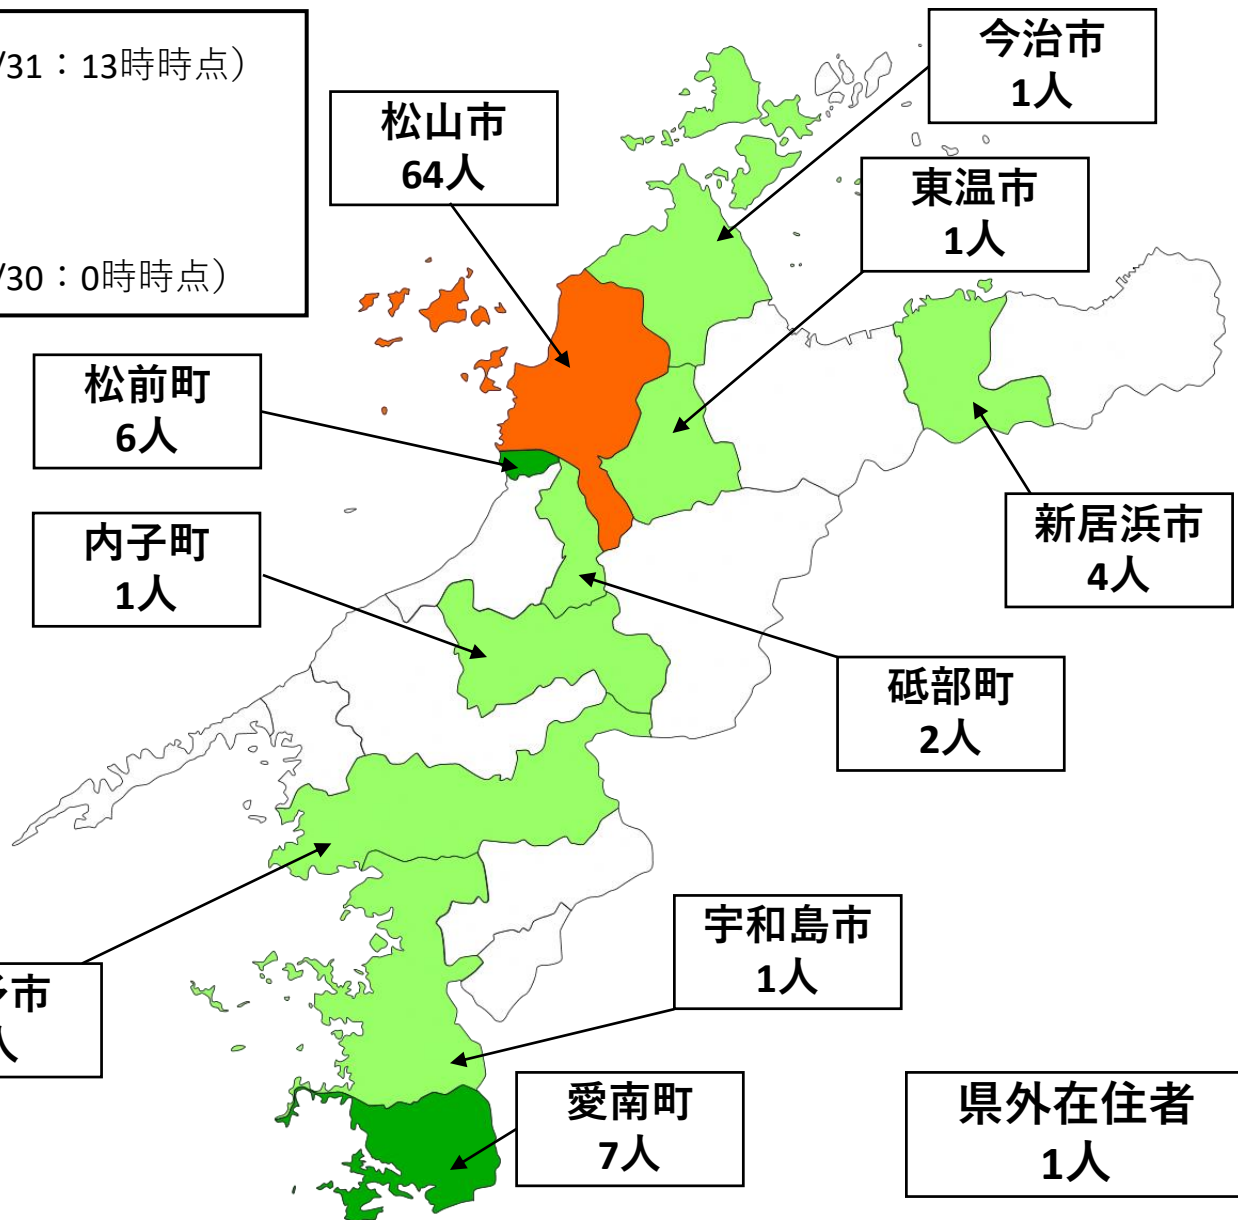 /31：13時時点）
/30：0時時点）
今治市
1人
松山市
64人
東温市
1人
松前町
6人
内子町
1人
新居浜市
4人
砥部町
2人
宇和島市
1人
予市
人
愛南町
7人
県外在住者
1人